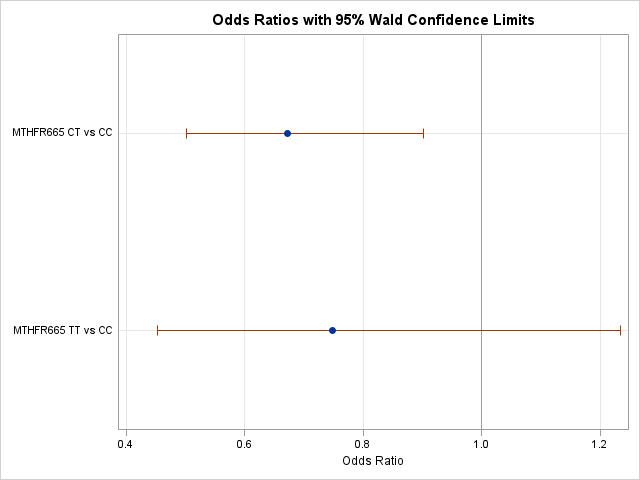 Odds Ratios with 95% Wald Confidence Limits
MTHFR665 CT vs CC
MTHFR665 TT vs CC
0.4 0.6 0.8 1.0 1.2
Odds Ratio